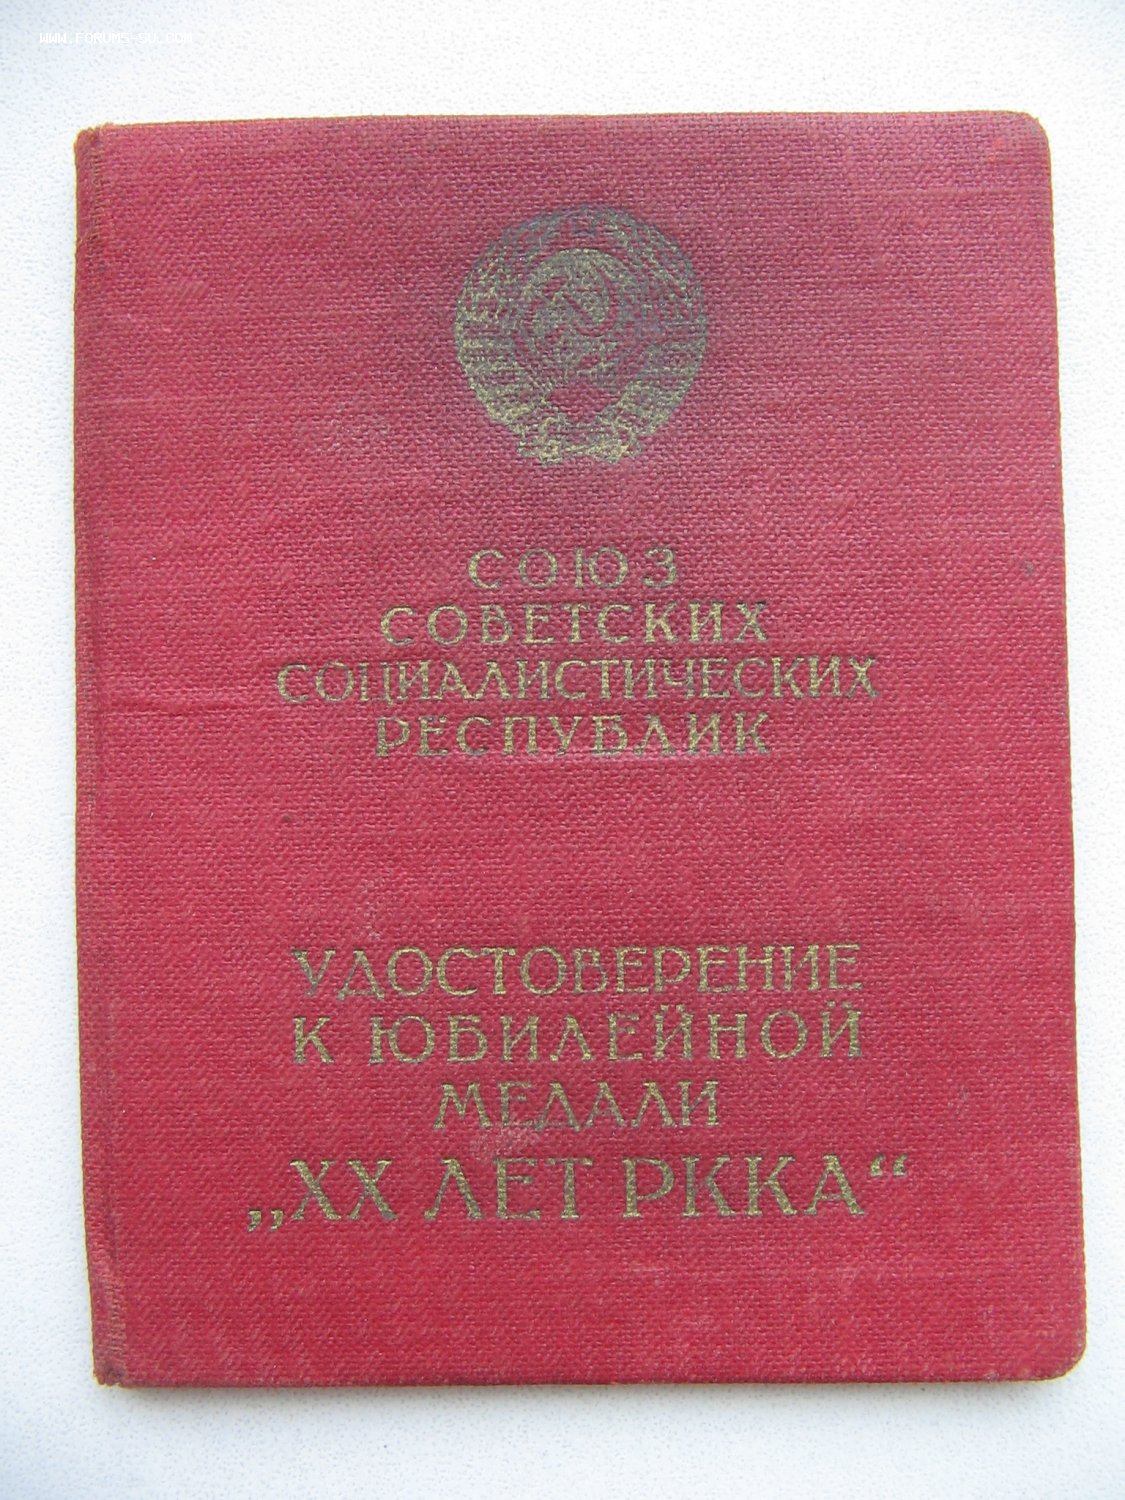 WWW.FORUMS-SU.COM
СОЮЗ
СОВЕТСКИХ
СОЦИАЛИСТИЧЕСКИХ
РЕСПУБЛИК
УДОСТОВЕРЕНИЕ
К ЮБИЛЕЙНОЙ
МЕДАЛИ
„XX ЛЕТ РККА“